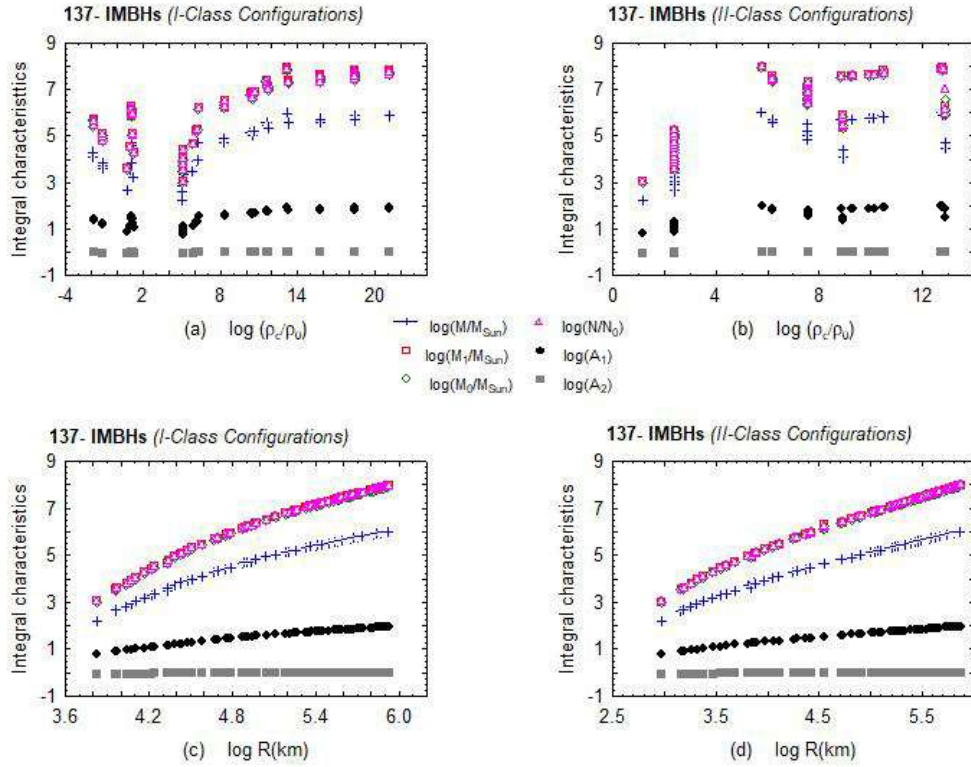 137- IMBHs (I-Class Configurations)
9
7
5
3
1
-1
Integral characteristics
-4 2 8 14 20
(a) log (ρc/ρ0)
137- IMBHs (II-Class Configurations)
9
7
5
3
1
-1
Integral characteristics
0 4 8 12
(b) log (ρc/ρ0)
log(M/MSun)
log(M1/MSun)
log(M0/MSun)
log(N/N0)
log(A1)
log(A2)
137- IMBHs (I-Class Configurations)
9
7
5
3
1
-1
Integral characteristics
3.6 4.2 4.8 5.4 6.0
(c) log R(km)
137- IMBHs (II-Class Configurations)
9
7
5
3
1
-1
Integral characteristics
2.5 3.5 4.5 5.5
(d) log R(km)